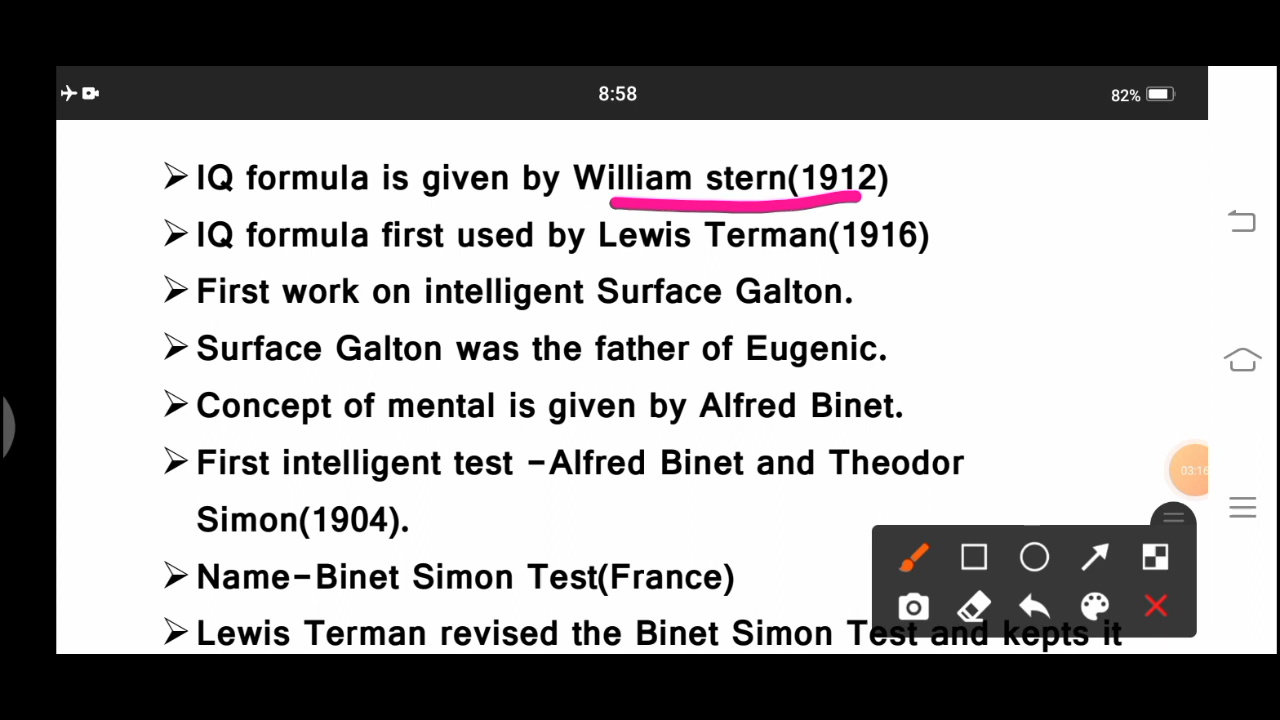 8:58
82%
➢ IQ formula is given by William stern(1912)
➢ IQ formula first used by Lewis Terman(1916)
➢ First work on intelligent Surface Galton.
➢ Surface Galton was the father of Eugenic.
➢ Concept of mental is given by Alfred Binet.
➢ First intelligent test -Alfred Binet and Theodor
Simon(1904).
03:16
➢ Name-Binet Simon Test(France)
➢ Lewis Terman revised the Binet Simon Test and kepts it